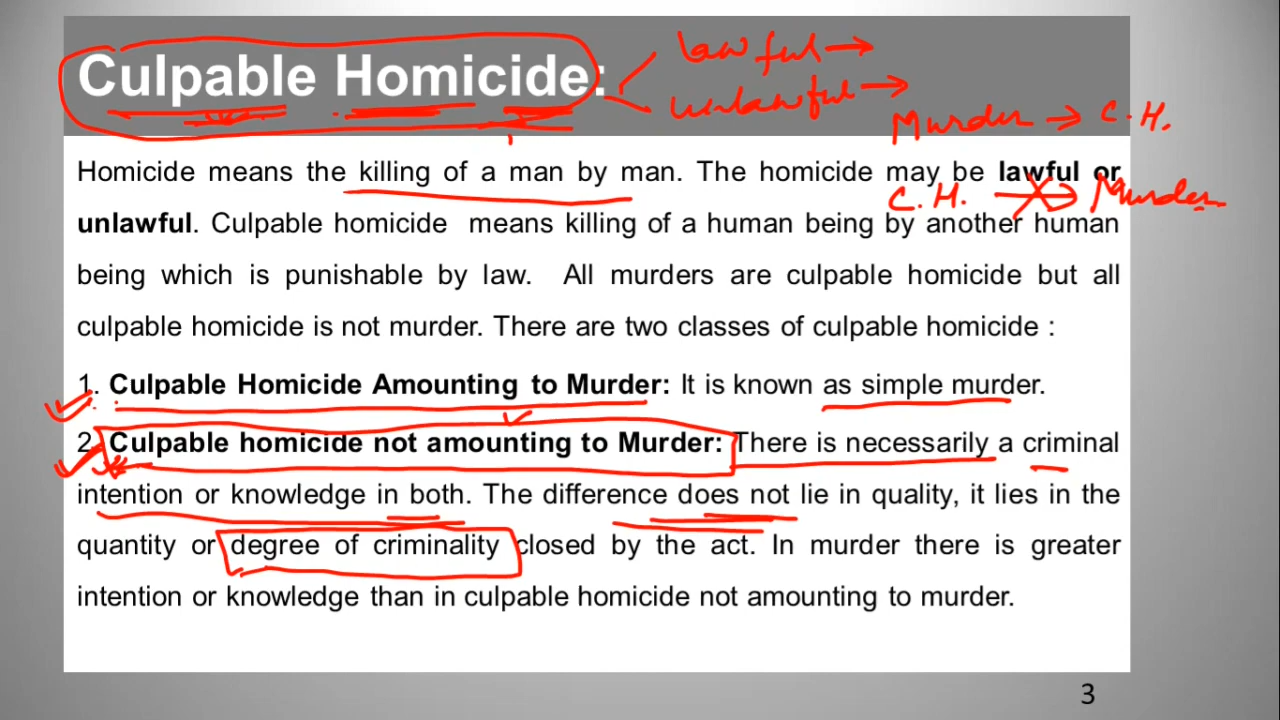 Culpable Homicide:
lawful →
unlawful →
Murder → C.H.
Homicide means the killing of a man by man. The homicide may be lawful or
C.H. → Murder
unlawful. Culpable homicide means killing of a human being by another human
being which is punishable by law. All murders are culpable homicide but all
culpable homicide is not murder. There are two classes of culpable homicide :
1. Culpable Homicide Amounting to Murder: It is known as simple murder.
2. Culpable homicide not amounting to Murder: There is necessarily a criminal
intention or knowledge in both. The difference does not lie in quality, it lies in the
quantity or degree of criminality closed by the act. In murder there is greater
intention or knowledge than in culpable homicide not amounting to murder.
3